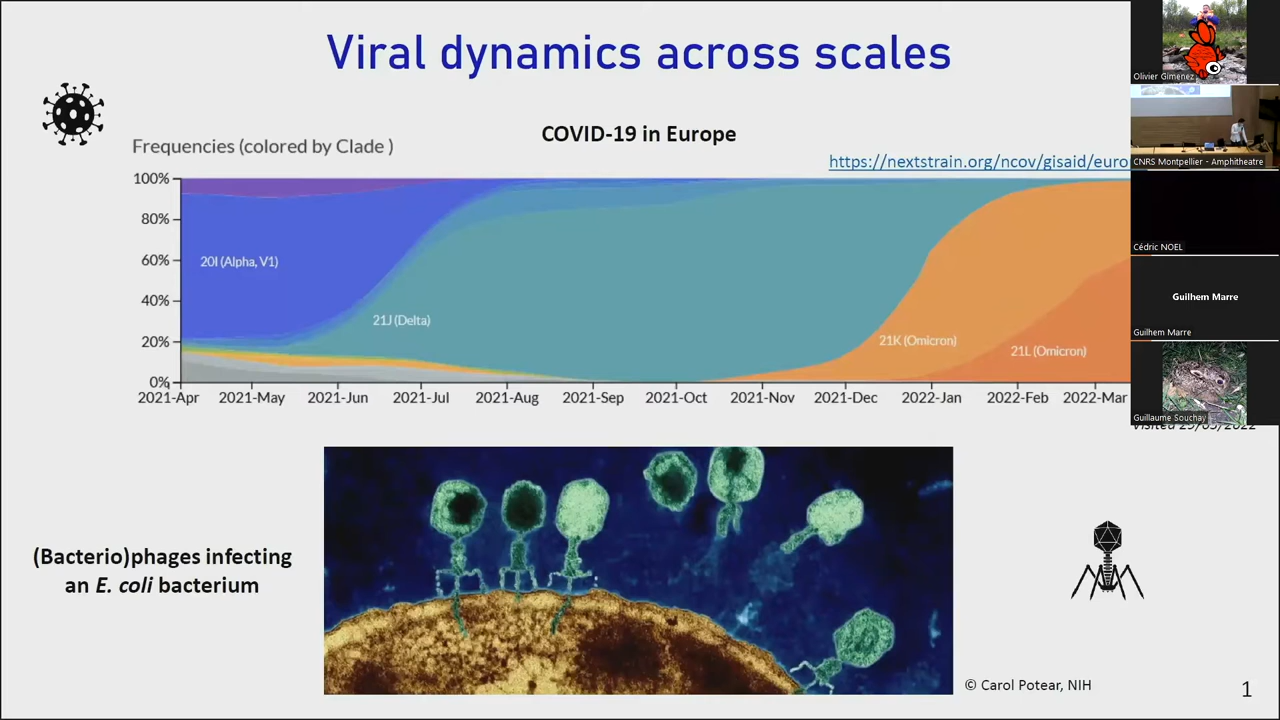 Viral dynamics across scales
COVID-19 in Europe
Frequencies (colored by Clade )
https://nextstrain.org/ncov/gisaid/euro
100%
80%
60%
40%
20%
0%
20I (Alpha, V1)
21J (Delta)
21K (Omicron)
21L (Omicron)
2021-Apr
2021-May
2021-Jun
2021-Jul
2021-Aug
2021-Sep
2021-Oct
2021-Nov
2021-Dec
2022-Jan
2022-Feb
2022-Mar
(Bacterio)phages infecting
an E. coli bacterium
© Carol Potear, NIH
1
Olivier Gimenez
CNRS Montpellier - Amphitheatre
Cédric NOEL
Guilhem Marre
Guilhem Marre
Guillaume Souchay